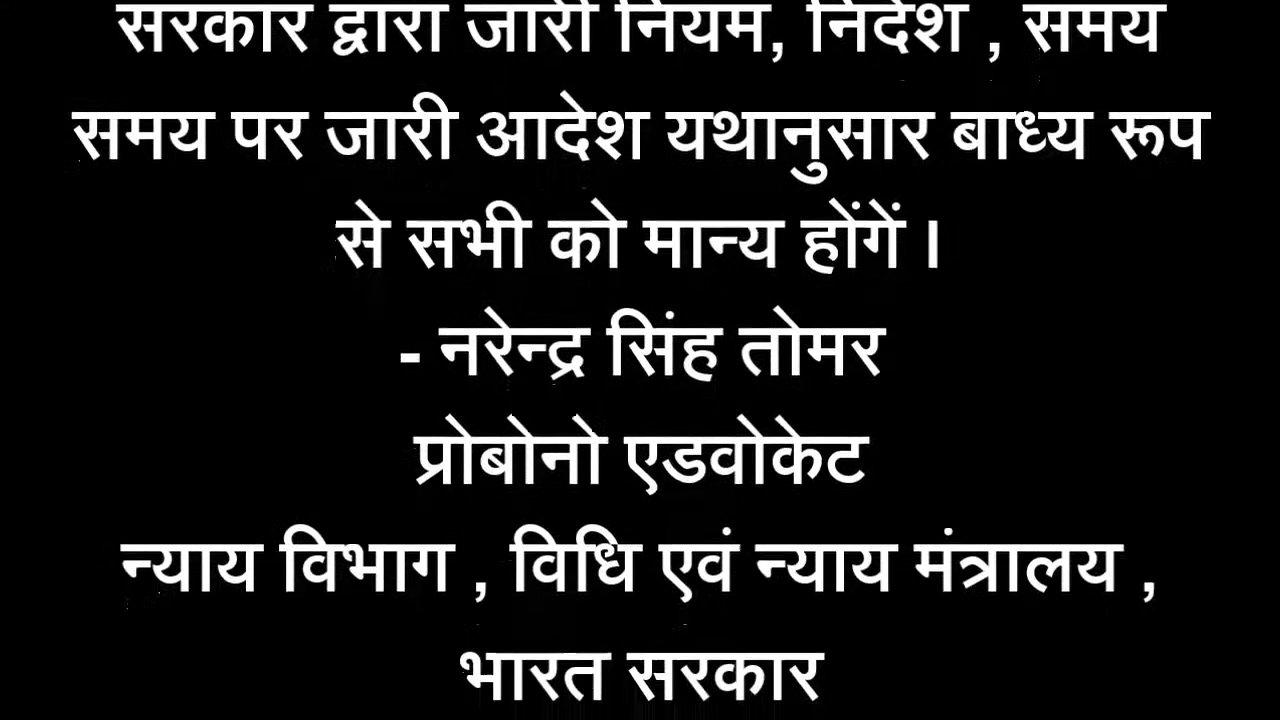 सरकार द्वारा जारी नियम, निर्देश , समय
समय पर जारी आदेश यथानुसार बाध्य रूप
से सभी को मान्य होंगें ।
- नरेन्द्र सिंह तोमर
प्रोबोनो एडवोकेट
न्याय विभाग , विधि एवं न्याय मंत्रालय ,
भारत सरकार